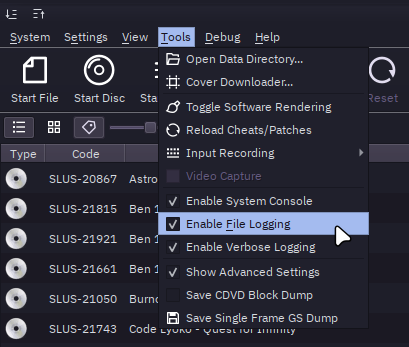 System Settings View Tools Debug Help
Start File Start Disc Sta Reset
Open Data Directory...
Cover Downloader...
Toggle Software Rendering
Reload Cheats/Patches
Input Recording
Video Capture
Enable System Console
Enable File Logging
Enable Verbose Logging
Show Advanced Settings
Save CDVD Block Dump
Save Single Frame GS Dump
Type Code
SLUS-20867 Astro
SLUS-21815 Ben 1
SLUS-21921 Ben 1
SLUS-21661 Ben 1
SLUS-21050 Burno
SLUS-21743 Code Lyoko - Quest for Infinity